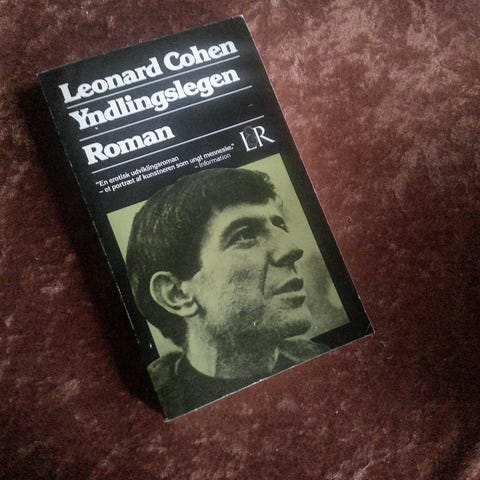 Leonard Cohen
Yndlingslegen
Roman
LR
"En erotisk udviklingsroman
– et portræt af kunstneren som ungt menneske."
– Information